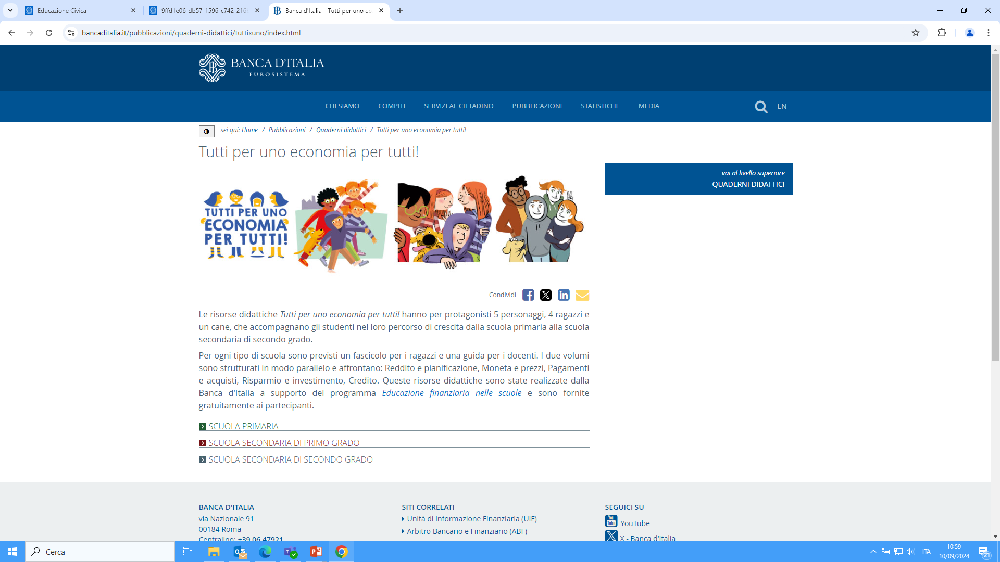 Educazione Civica
9ffd1e06-db57-1596-c742-216
Banca d'Italia - Tutti per uno ec
bancaditalia.it/pubblicazioni/quaderni-didattici/tuttixuno/index.html
BANCA D'ITALIA
EUROSISTEMA
CHI SIAMO COMPITI SERVIZI AL CITTADINO PUBBLICAZIONI STATISTICHE MEDIA EN
sei qui: Home / Pubblicazioni / Quaderni didattici / Tutti per uno economia per tutti!
Tutti per uno economia per tutti!
vai al livello superiore
QUADERNI DIDATTICI
TUTTI PER UNO
ECONOMIA
PER TUTTI!
Condividi
Le risorse didattiche Tutti per uno economia per tutti! hanno per protagonisti 5 personaggi, 4 ragazzi e
un cane, che accompagnano gli studenti nel loro percorso di crescita dalla scuola primaria alla scuola
secondaria di secondo grado.
Per ogni tipo di scuola sono previsti un fascicolo per i ragazzi e una guida per i docenti. I due volumi
sono strutturati in modo parallelo e affrontano: Reddito e pianificazione, Moneta e prezzi, Pagamenti
e acquisti, Risparmio e investimento, Credito. Queste risorse didattiche sono state realizzate dalla
Banca d'Italia a supporto del programma Educazione finanziaria nelle scuole e sono fornite
gratuitamente ai partecipanti.
SCUOLA PRIMARIA
SCUOLA SECONDARIA DI PRIMO GRADO
SCUOLA SECONDARIA DI SECONDO GRADO
BANCA D'ITALIA
via Nazionale 91
00184 Roma
Centralino: +39 06 47921
SITI CORRELATI
Unità di Informazione Finanziaria (UIF)
Arbitro Bancario e Finanziario (ABF)
SEGUICI SU
You Tube YouTube
X - Banca d'Italia
Cerca
ITA
10:59
10/09/2024
21